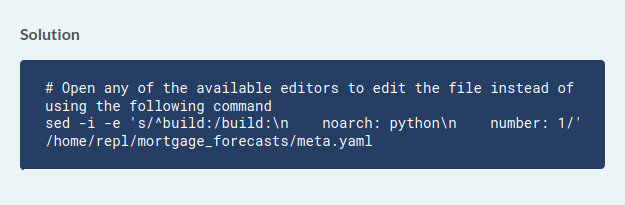 Solution
# Open any of the available editors to edit the file instead of
using the following command
sed -i -e 's/^build:/build:\n    noarch: python\n    number: 1/'
/home/repl/mortgage_forecasts/meta.yaml